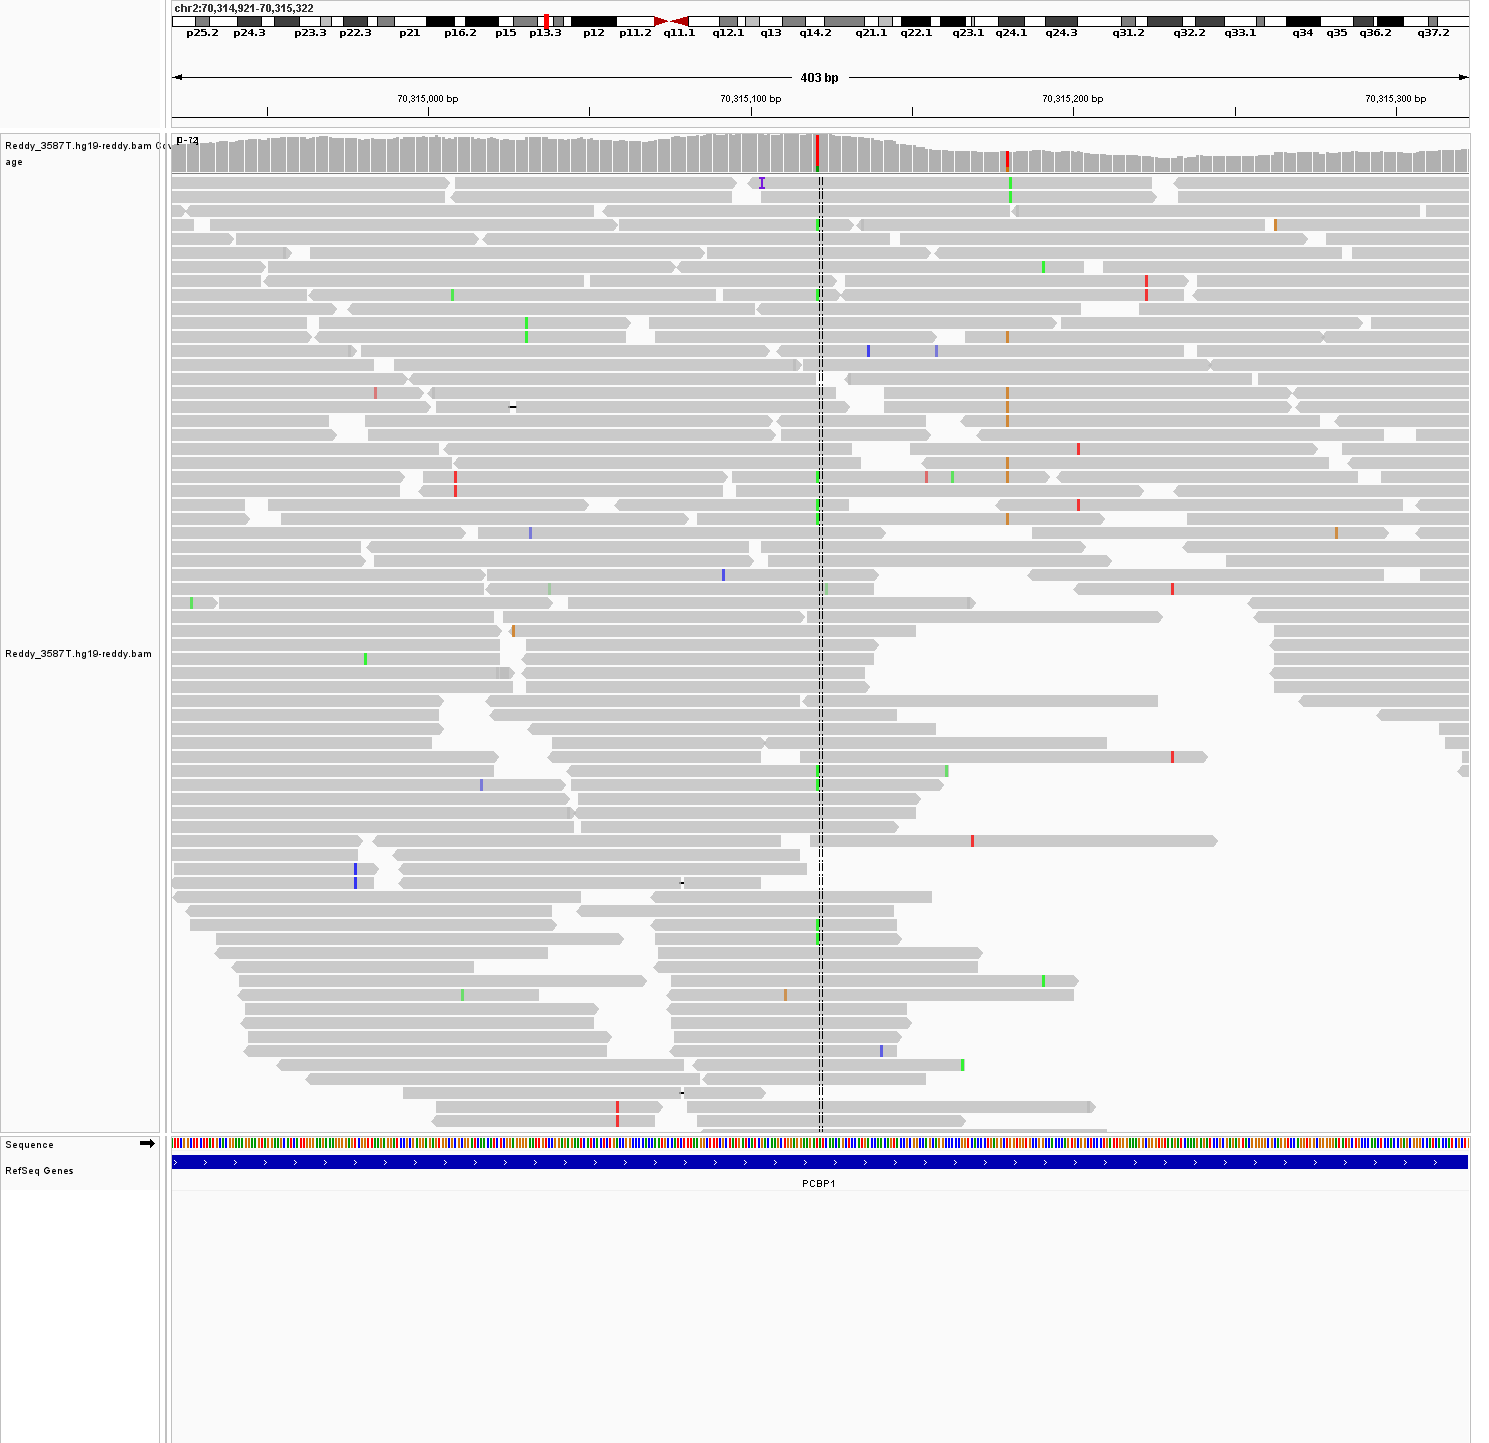 chr2:70,314,921-70,315,322
p25.2 p24.3 p23.3 p22.3 p21 p16.2 p15 p13.3 p12 p11.2 q11.1 q12.1 q13 q14.2 q21.1 q22.1 q23.1 q24.1 q24.3 q31.2 q32.2 q33.1 q34 q35 q36.2 q37.2
403 bp
70,315,000 bp 70,315,100 bp 70,315,200 bp 70,315,300 bp
[0-72]
Reddy_3587T.hg19-reddy.bam Cov
age
Reddy_3587T.hg19-reddy.bam
Sequence
RefSeq Genes
PCBP1